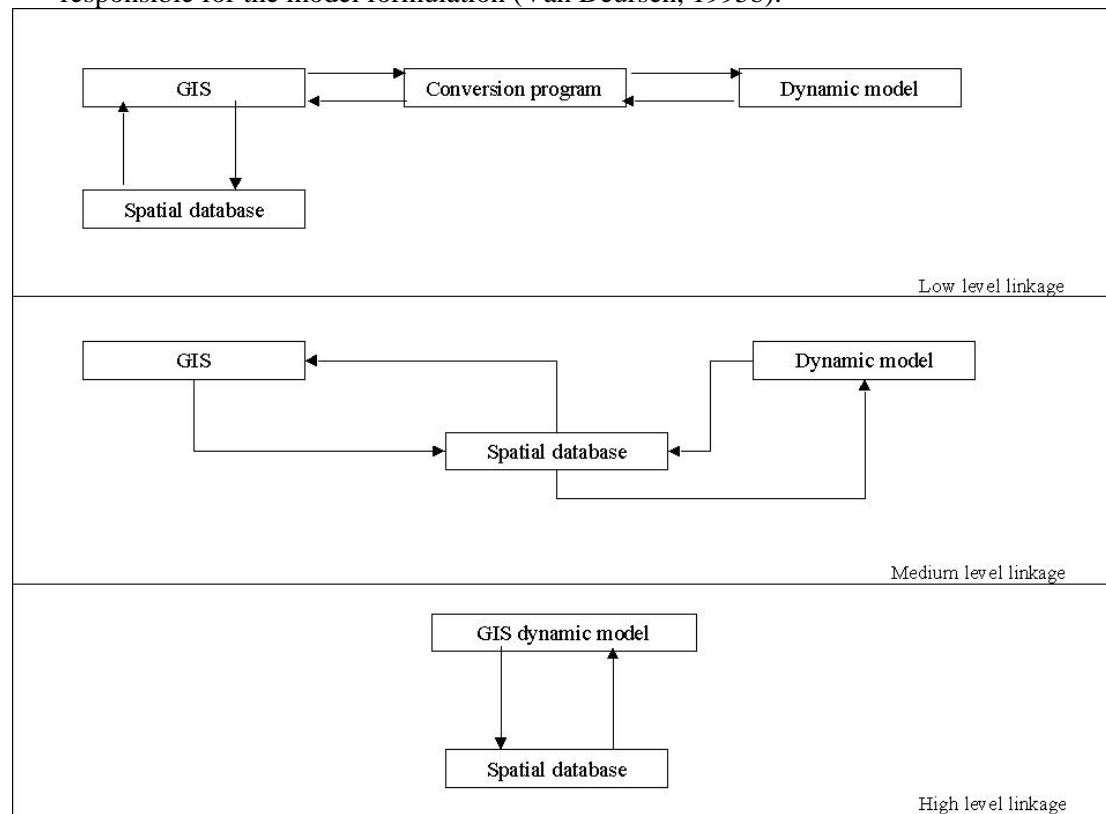 responsible for the model formulation (Van Deursen, 1995b).
GIS Conversion program Dynamic model
Spatial database
Low level linkage
GIS Dynamic model
Spatial database
Medium level linkage
GIS dynamic model
Spatial database
High level linkage